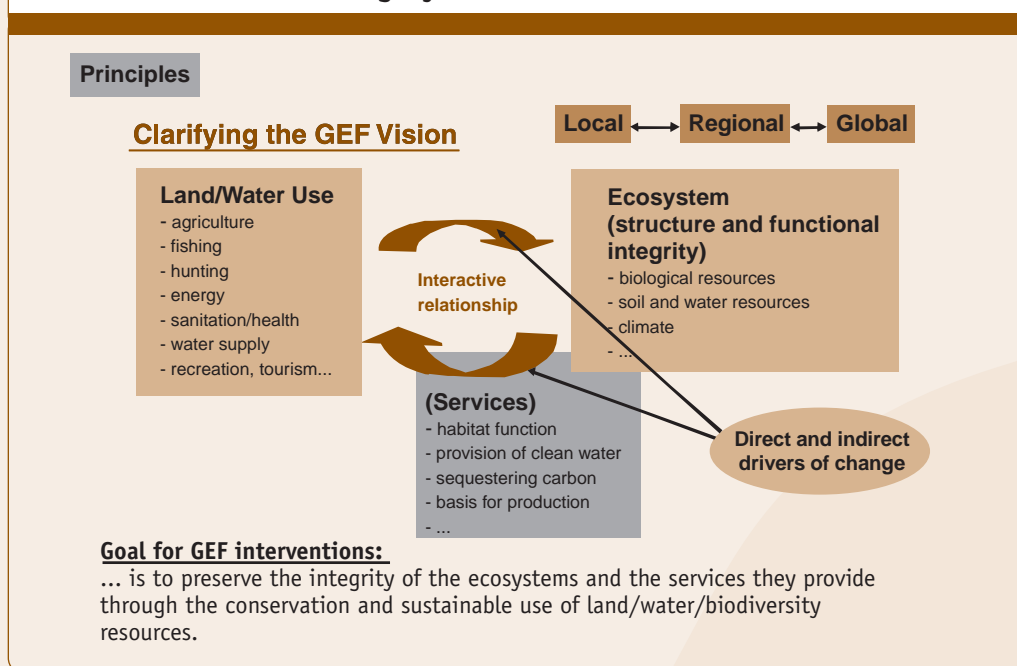 Principles
Clarifying the GEF Vision
Local
Regional
Global
Land/Water Use
- agriculture
- fishing
- hunting
- energy
- sanitation/health
- water supply
- recreation, tourism...
Interactive
relationship
Ecosystem
(structure and functional
integrity)
- biological resources
- soil and water resources
- climate
- ...
(Services)
- habitat function
- provision of clean water
- sequestering carbon
- basis for production
- ...
Direct and indirect
drivers of change
Goal for GEF interventions:
... is to preserve the integrity of the ecosystems and the services they provide
through the conservation and sustainable use of land/water/biodiversity
resources.